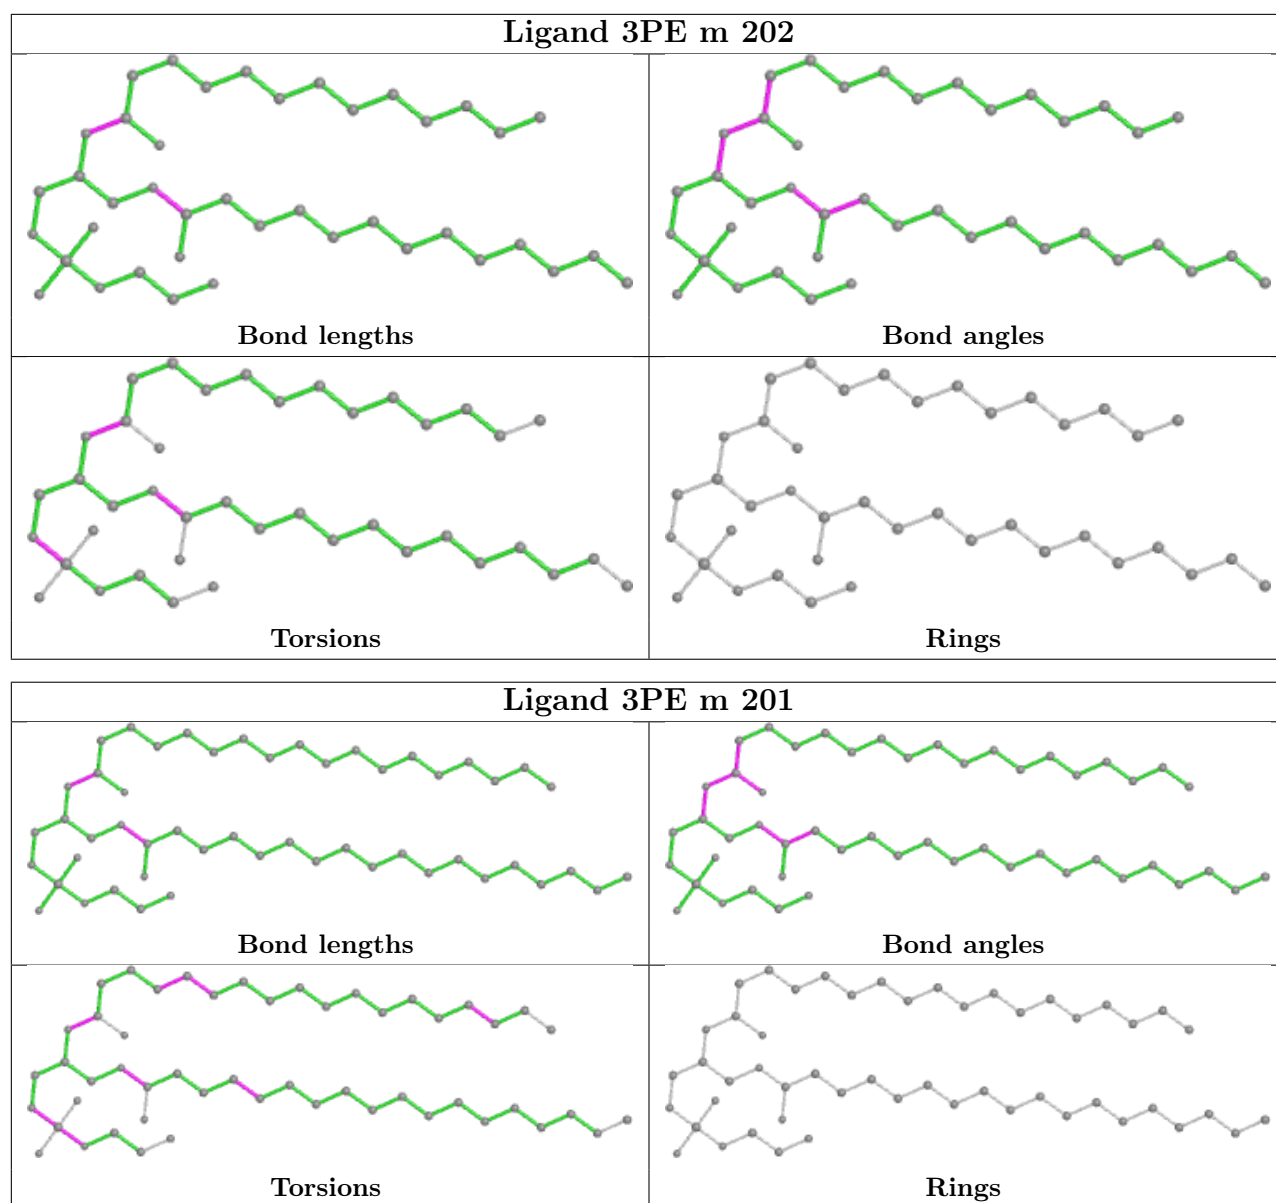 Ligand 3PE m 202
Bond lengths
Bond angles
Torsions
Rings
Ligand 3PE m 201
Bond lengths
Bond angles
Torsions
Rings